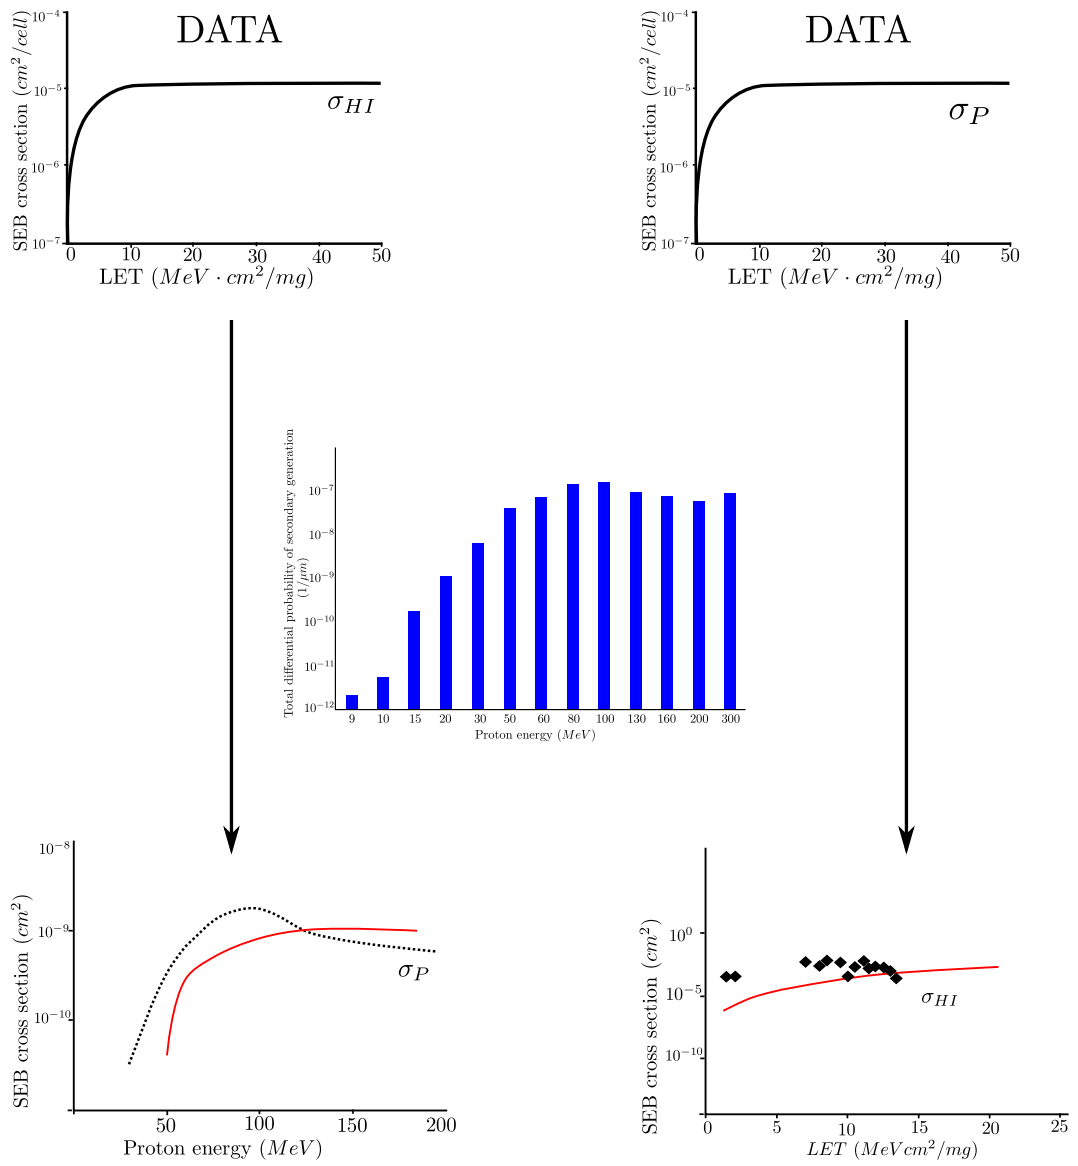 DATA
SEB cross section (cm²/cell)
10⁻⁴
10⁻⁵
10⁻⁶
10⁻⁷
σ_HI
0 10 20 30 40 50
LET (MeV · cm²/mg)
DATA
SEB cross section (cm²/cell)
10⁻⁴
10⁻⁵
10⁻⁶
10⁻⁷
σ_P
0 10 20 30 40 50
LET (MeV · cm²/mg)
Total differential probability of secondary generation
(1/μm)
10⁻⁷
10⁻⁸
10⁻⁹
10⁻¹⁰
10⁻¹¹
10⁻¹²
9 10 15 20 30 50 60 80 100 130 160 200 300
Proton energy (MeV)
SEB cross section (cm²)
10⁻⁸
10⁻⁹
10⁻¹⁰
σ_P
50 100 150 200
Proton energy (MeV)
SEB cross section (cm²)
10⁰
10⁻⁵
10⁻¹⁰
σ_HI
0 5 10 15 20 25
LET (MeVcm²/mg)